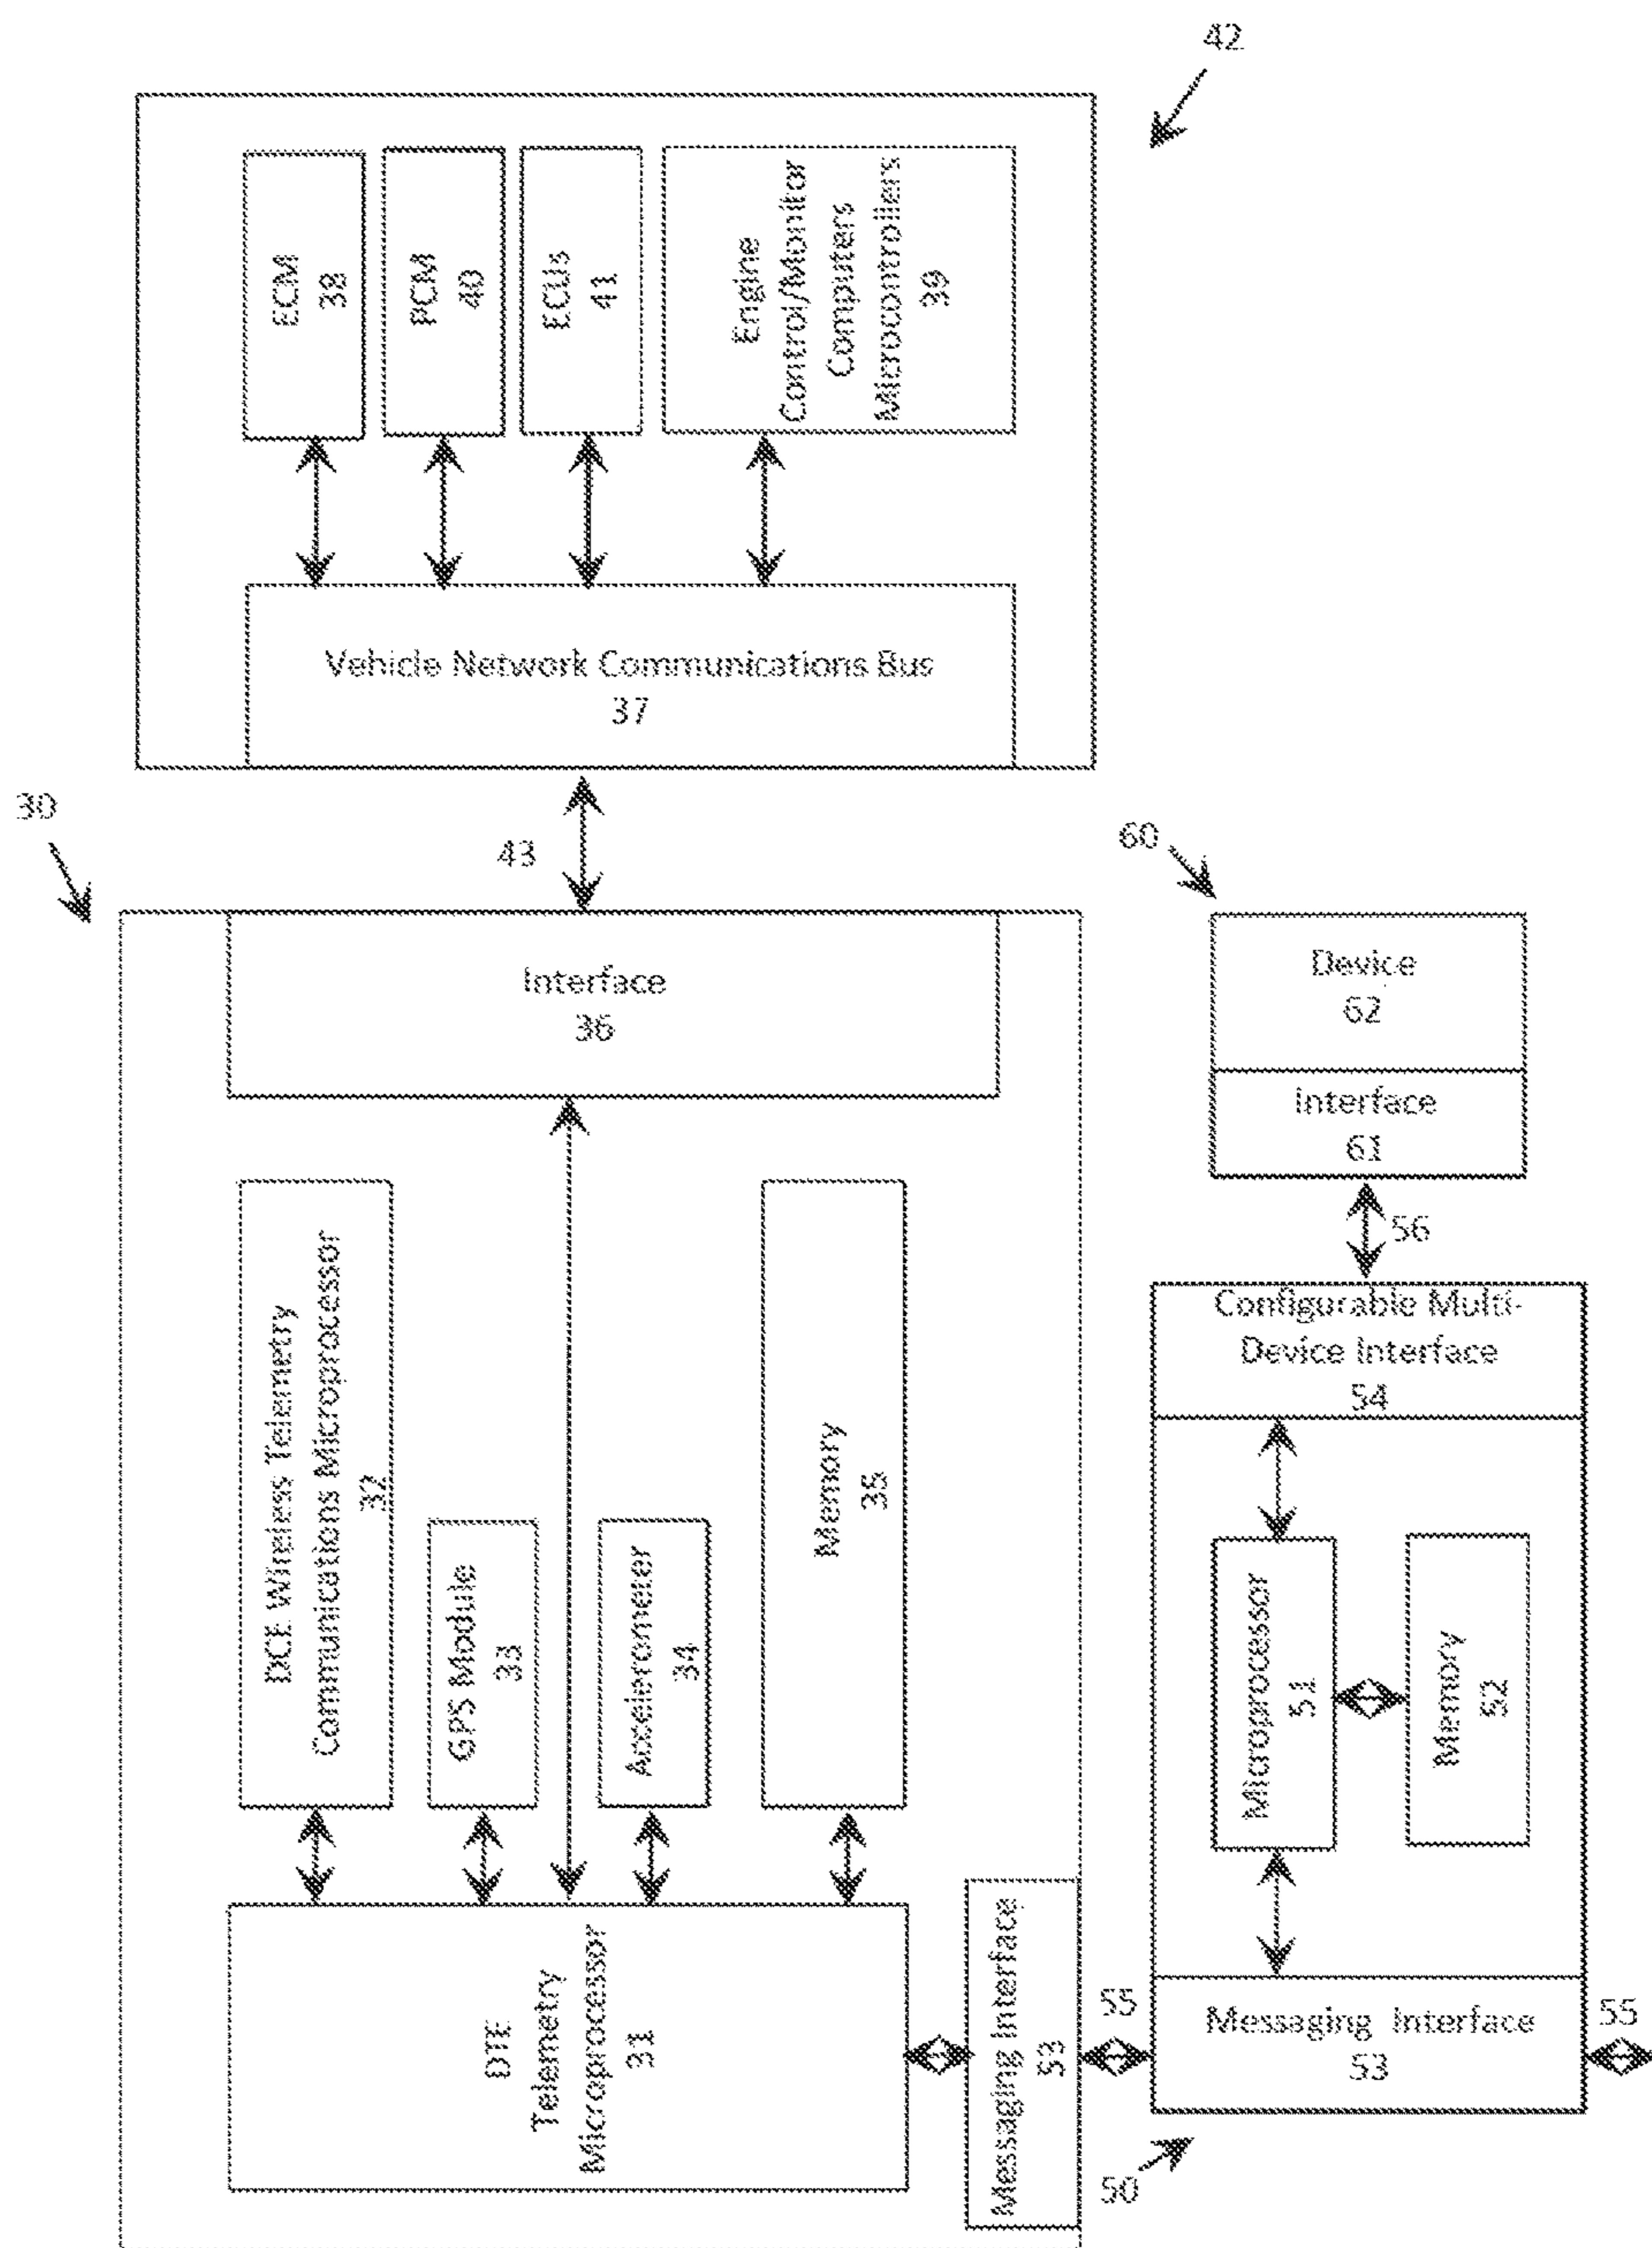 42
ECM
38
PCM
40
ECUs
41
Engine
Control/Monitor
Computers
Microcontrollers
39
Vehicle Network Communications Bus
37
30
43
60
Interface
36
Device
62
Interface
61
56
DCE Wireless Telemetry
Communications Microprocessor
32
GPS Module
33
Accelerometer
34
Memory
35
Configurable Multi-
Device Interface
54
Microprocessor
51
Memory
52
DTE
Telemetry
Microprocessor
31
Messaging Interface
53
55
Messaging Interface
53
55
50